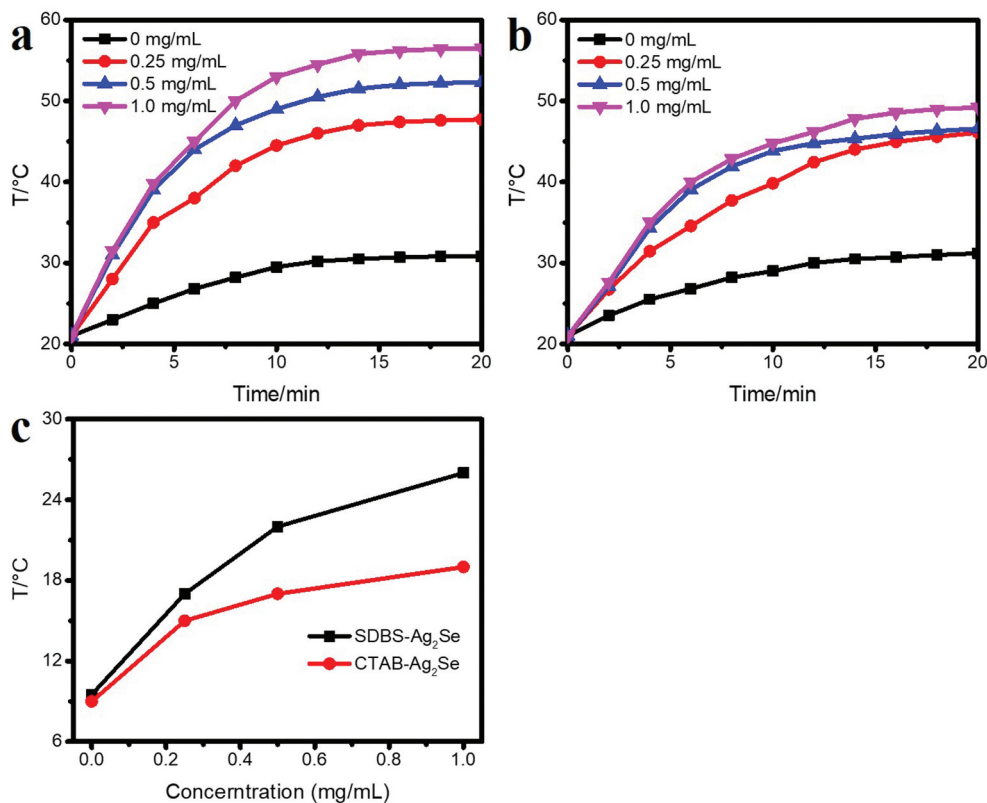 a
0 mg/mL
0.25 mg/mL
0.5 mg/mL
1.0 mg/mL
60
50
40
30
20
T/°C
0 5 10 15 20
Time/min
b
0 mg/mL
0.25 mg/mL
0.5 mg/mL
1.0 mg/mL
60
50
40
30
20
T/°C
0 5 10 15 20
Time/min
c
30
24
18
12
6
T/°C
SDBS-Ag₂Se
CTAB-Ag₂Se
0.0 0.2 0.4 0.6 0.8 1.0
Concerntration (mg/mL)